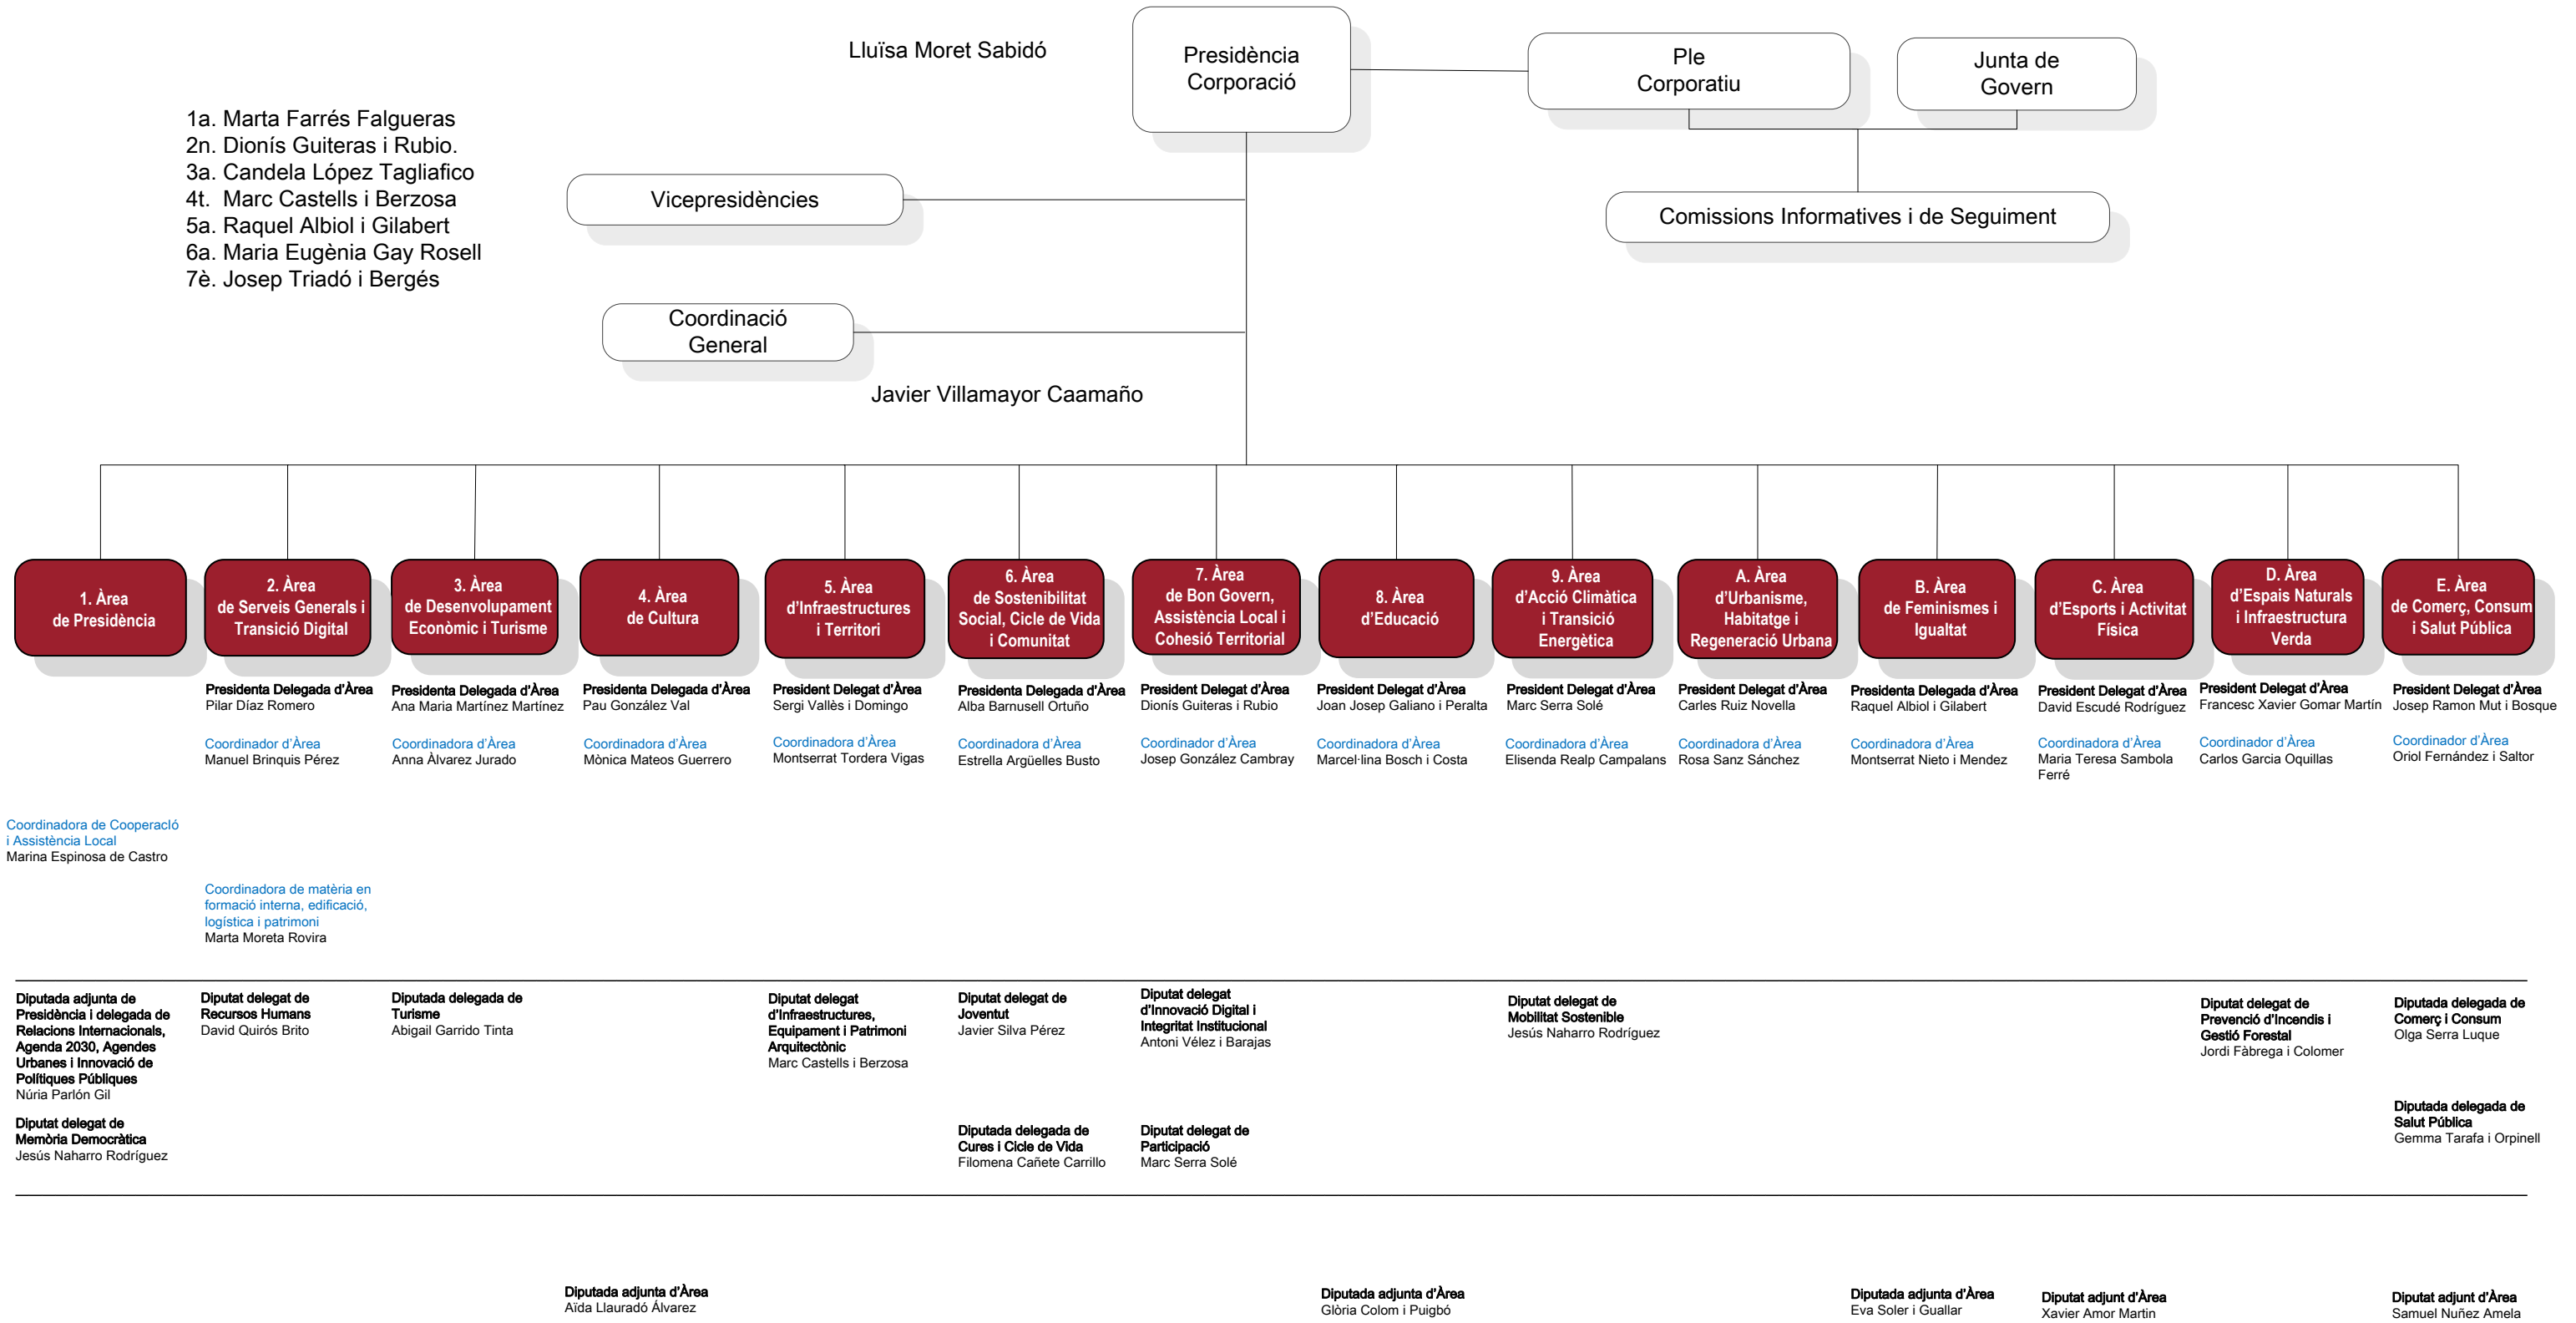 Lluïsa Moret Sabidó
Presidència
Corporació
Ple
Corporatiu
Junta de
Govern
1a. Marta Farrés Falgueras
2n. Dionís Guiteras i Rubio.
3a. Candela López Tagliafico
4t. Marc Castells i Berzosa
5a. Raquel Albiol i Gilabert
6a. Maria Eugènia Gay Rosell
7è. Josep Triadó i Bergés
Vicepresidències
Comissions Informatives i de Seguiment
Coordinació
General
Javier Villamayor Caamaño
1. Àrea
de Presidència
2. Àrea
de Serveis Generals i
Transició Digital
3. Àrea
de Desenvolupament
Econòmic i Turisme
4. Àrea
de Cultura
5. Àrea
d'Infraestructures
i Territori
6. Àrea
de Sostenibilitat
Social, Cicle de Vida
i Comunitat
7. Àrea
de Bon Govern,
Assistència Local i
Cohesió Territorial
8. Àrea
d'Educació
9. Àrea
d'Acció Climàtica
i Transició
Energètica
A. Àrea
d'Urbanisme,
Habitatge i
Regeneració Urbana
B. Àrea
de Feminismes i
Igualtat
C. Àrea
d'Esports i Activitat
Física
D. Àrea
d'Espais Naturals
i Infraestructura
Verda
E. Àrea
de Comerç, Consum
i Salut Pública
Presidenta Delegada d'Àrea
Pilar Díaz Romero
Presidenta Delegada d'Àrea
Ana Maria Martínez Martínez
Presidenta Delegada d'Àrea
Pau González Val
President Delegat d'Àrea
Sergi Vallès i Domingo
Presidenta Delegada d'Àrea
Alba Barnusell Ortuño
President Delegat d'Àrea
Dionís Guiteras i Rubio
President Delegat d'Àrea
Joan Josep Galiano i Peralta
President Delegat d'Àrea
Marc Serra Solé
President Delegat d'Àrea
Carles Ruiz Novella
Presidenta Delegada d'Àrea
Raquel Albiol i Gilabert
President Delegat d'Àrea
David Escudé Rodríguez
President Delegat d'Àrea
Francesc Xavier Gomar Martín
President Delegat d'Àrea
Josep Ramon Mut i Bosque
Coordinador d'Àrea
Manuel Brinquis Pérez
Coordinadora d'Àrea
Anna Àlvarez Jurado
Coordinadora d'Àrea
Mònica Mateos Guerrero
Coordinadora d'Àrea
Montserrat Tordera Vigas
Coordinadora d'Àrea
Estrella Argüelles Busto
Coordinador d'Àrea
Josep González Cambray
Coordinadora d'Àrea
Marcel·lina Bosch i Costa
Coordinadora d'Àrea
Elisenda Realp Campalans
Coordinadora d'Àrea
Rosa Sanz Sánchez
Coordinadora d'Àrea
Montserrat Nieto i Mendez
Coordinadora d'Àrea
Maria Teresa Sambola
Ferré
Coordinador d'Àrea
Carlos Garcia Oquillas
Coordinador d'Àrea
Oriol Fernández i Saltor
Coordinadora de Cooperació
i Assistència Local
Marina Espinosa de Castro
Coordinadora de matèria en
formació interna, edificació,
logística i patrimoni
Marta Moreta Rovira
Diputada adjunta de
Presidència i delegada de
Relacions Internacionals,
Agenda 2030, Agendes
Urbanes i Innovació de
Polítiques Públiques
Núria Parlón Gil
Diputat delegat de
Memòria Democràtica
Jesús Naharro Rodríguez
Diputat delegat de
Recursos Humans
David Quirós Brito
Diputada delegada de
Turisme
Abigail Garrido Tinta
Diputat delegat
d'Infraestructures,
Equipament i Patrimoni
Arquitectònic
Marc Castells i Berzosa
Diputat delegat de
Joventut
Javier Silva Pérez
Diputada delegada de
Cures i Cicle de Vida
Filomena Cañete Carrillo
Diputat delegat
d'Innovació Digital i
Integritat Institucional
Antoni Vélez i Barajas
Diputat delegat de
Participació
Marc Serra Solé
Diputat delegat de
Mobilitat Sostenible
Jesús Naharro Rodríguez
Diputat delegat de
Prevenció d'Incendis i
Gestió Forestal
Jordi Fàbrega i Colomer
Diputada delegada de
Comerç i Consum
Olga Serra Luque
Diputada delegada de
Salut Pública
Gemma Tarafa i Orpinell
Diputada adjunta d'Àrea
Aïda Llauradó Álvarez
Diputada adjunta d'Àrea
Glòria Colom i Puigbó
Diputada adjunta d'Àrea
Eva Soler i Guallar
Diputat adjunt d'Àrea
Xavier Amor Martin
Diputat adjunt d'Àrea
Samuel Nuñez Amela